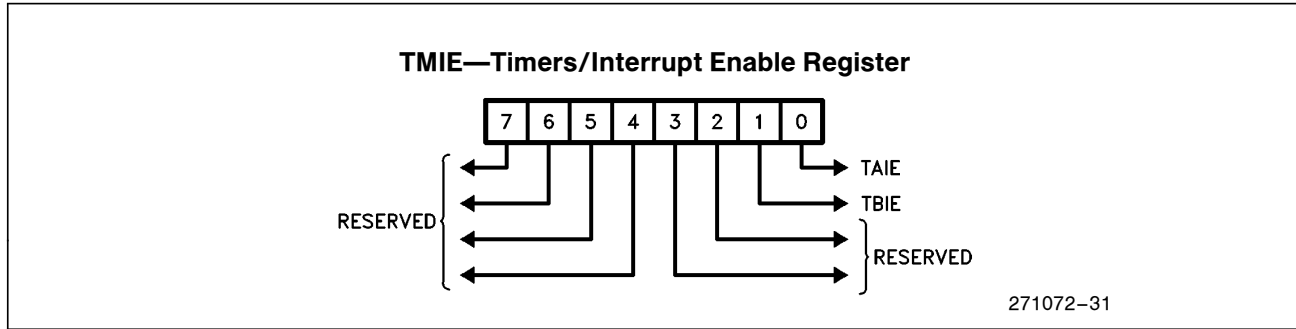 TMIE—Timers/Interrupt Enable Register
7 6 5 4 3 2 1 0
TAIE
TBIE
RESERVED
RESERVED
271072–31